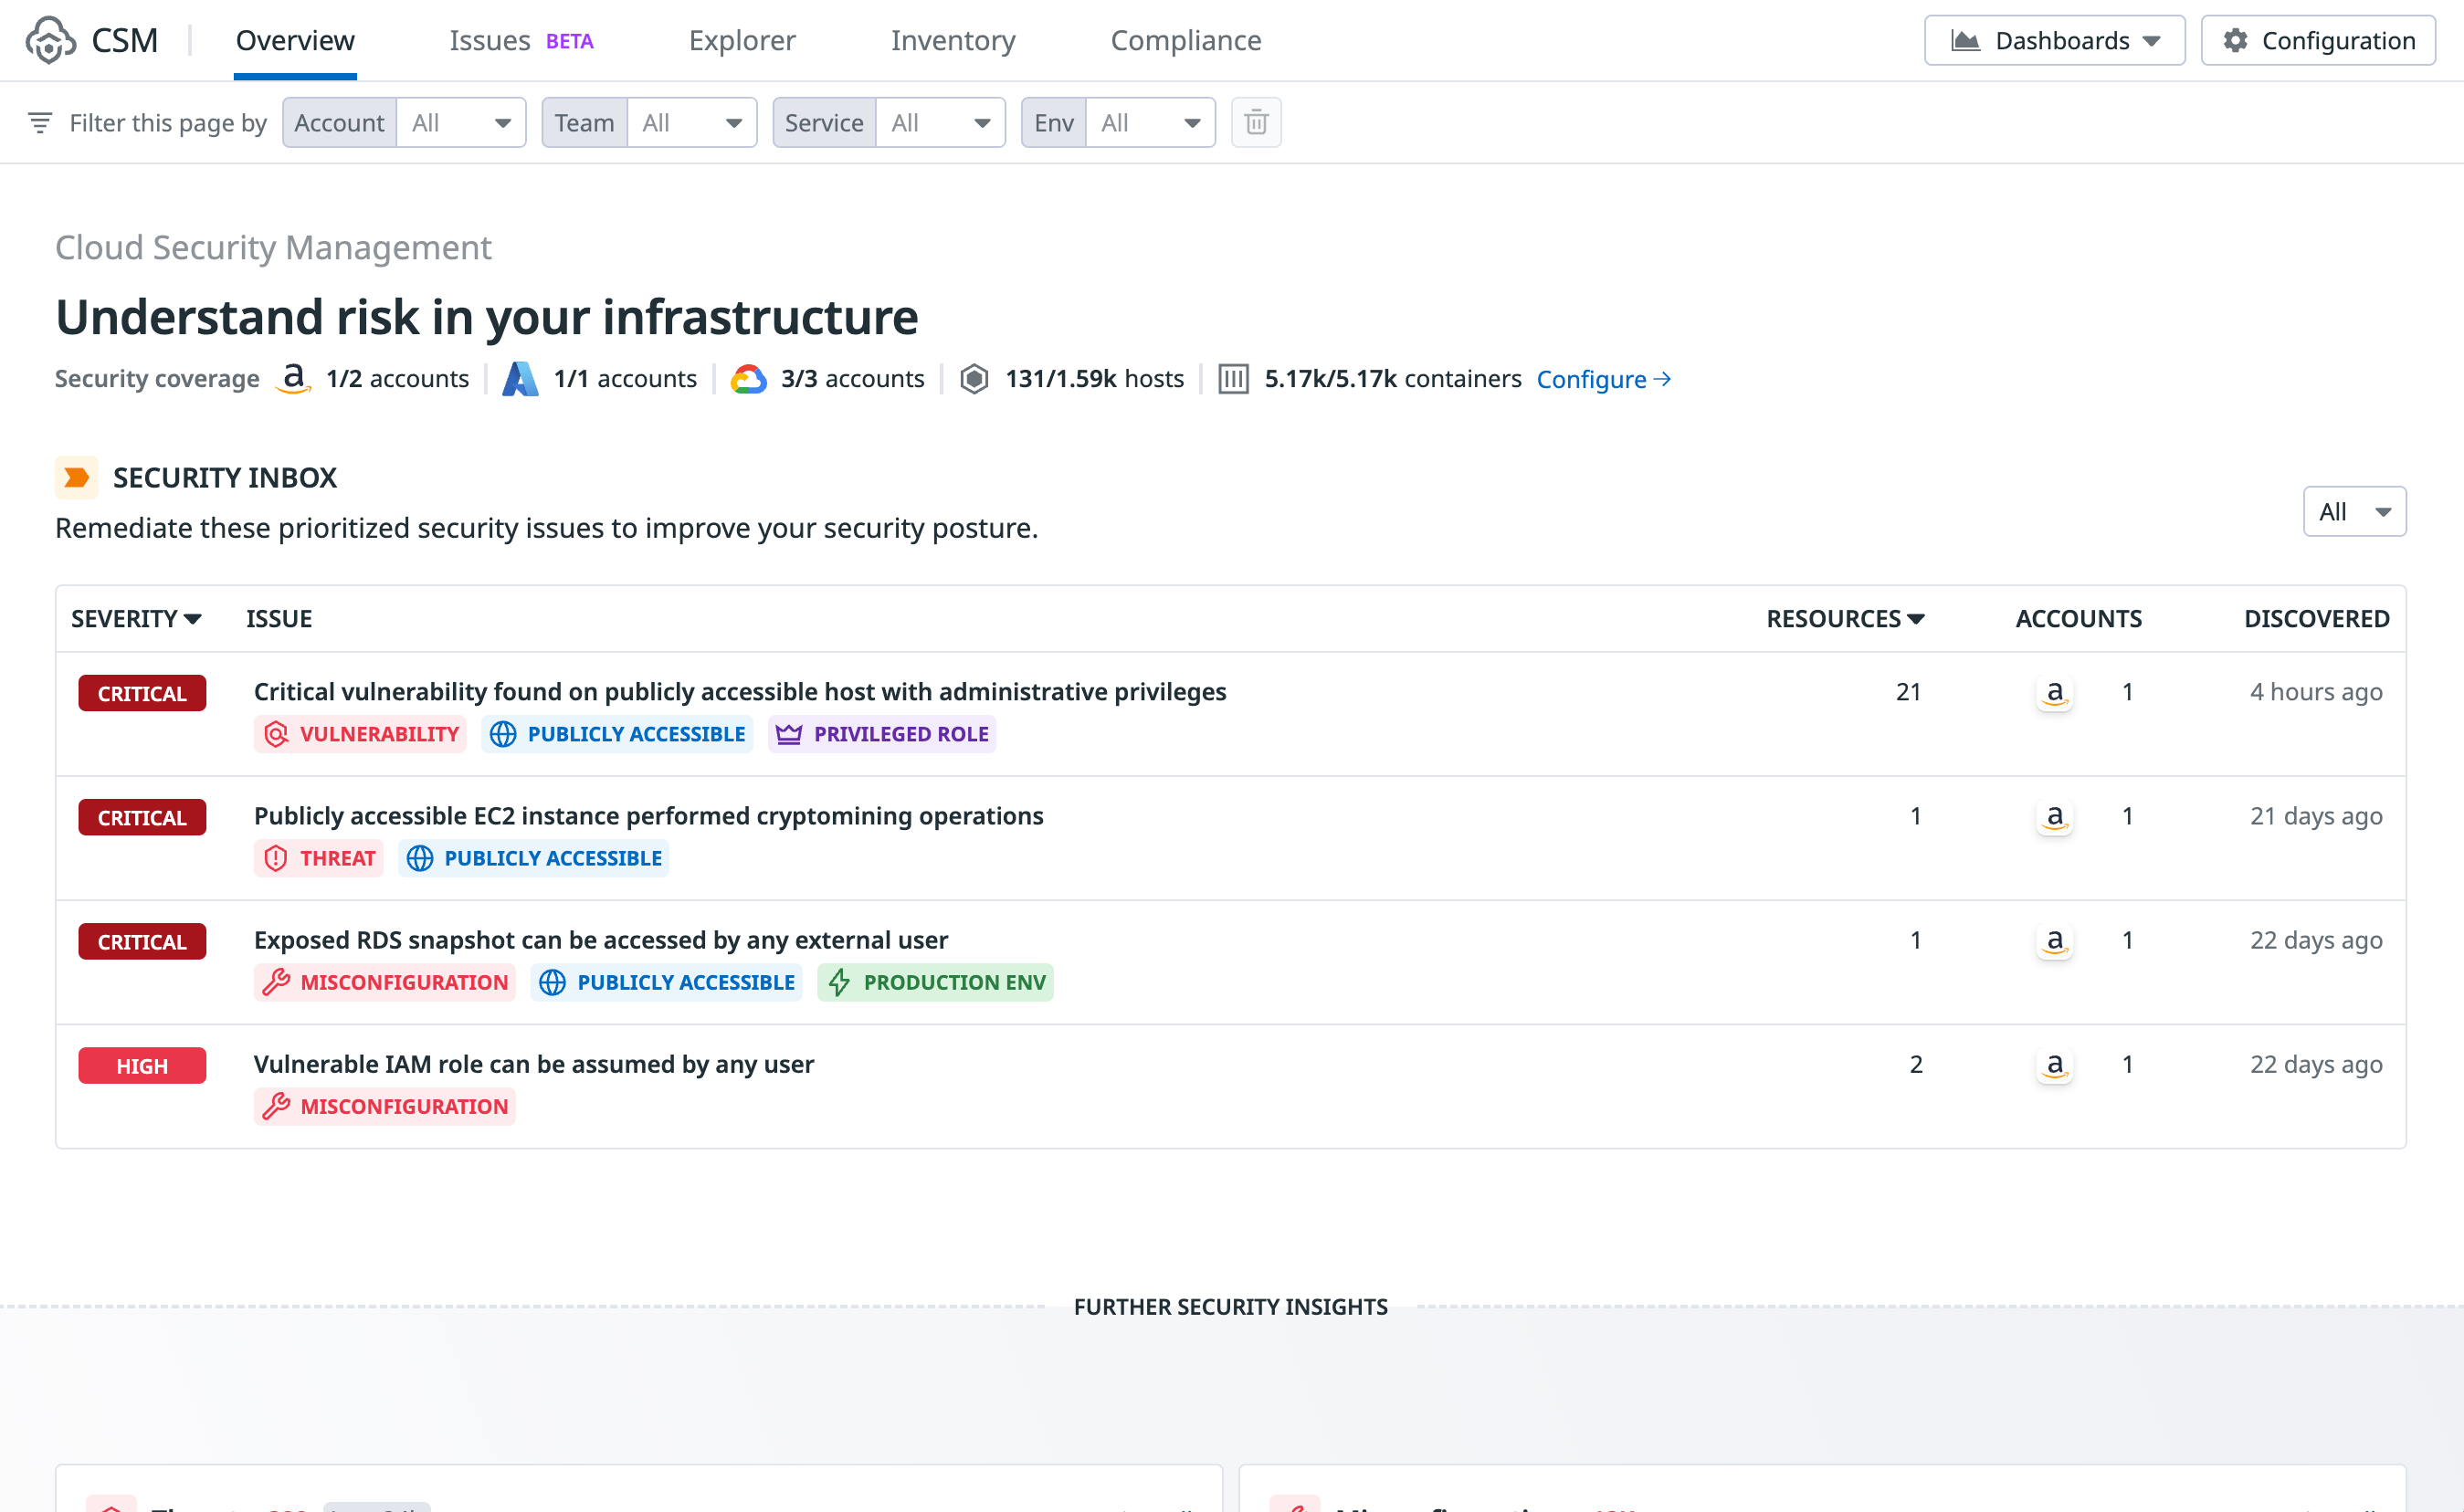 CSM
Overview
Issues BETA
Explorer
Inventory
Compliance
Dashboards
Configuration
Filter this page by
Account All
Team All
Service All
Env All
Cloud Security Management
Understand risk in your infrastructure
Security coverage a 1/2 accounts 1/1 accounts 3/3 accounts 131/1.59k hosts 5.17k/5.17k containers Configure →
SECURITY INBOX
Remediate these prioritized security issues to improve your security posture.
All
SEVERITY ISSUE RESOURCES ACCOUNTS DISCOVERED
CRITICAL Critical vulnerability found on publicly accessible host with administrative privileges 21 a 1 4 hours ago
VULNERABILITY PUBLICLY ACCESSIBLE PRIVILEGED ROLE
CRITICAL Publicly accessible EC2 instance performed cryptomining operations 1 a 1 21 days ago
THREAT PUBLICLY ACCESSIBLE
CRITICAL Exposed RDS snapshot can be accessed by any external user 1 a 1 22 days ago
MISCONFIGURATION PUBLICLY ACCESSIBLE PRODUCTION ENV
HIGH Vulnerable IAM role can be assumed by any user 2 a 1 22 days ago
MISCONFIGURATION
FURTHER SECURITY INSIGHTS